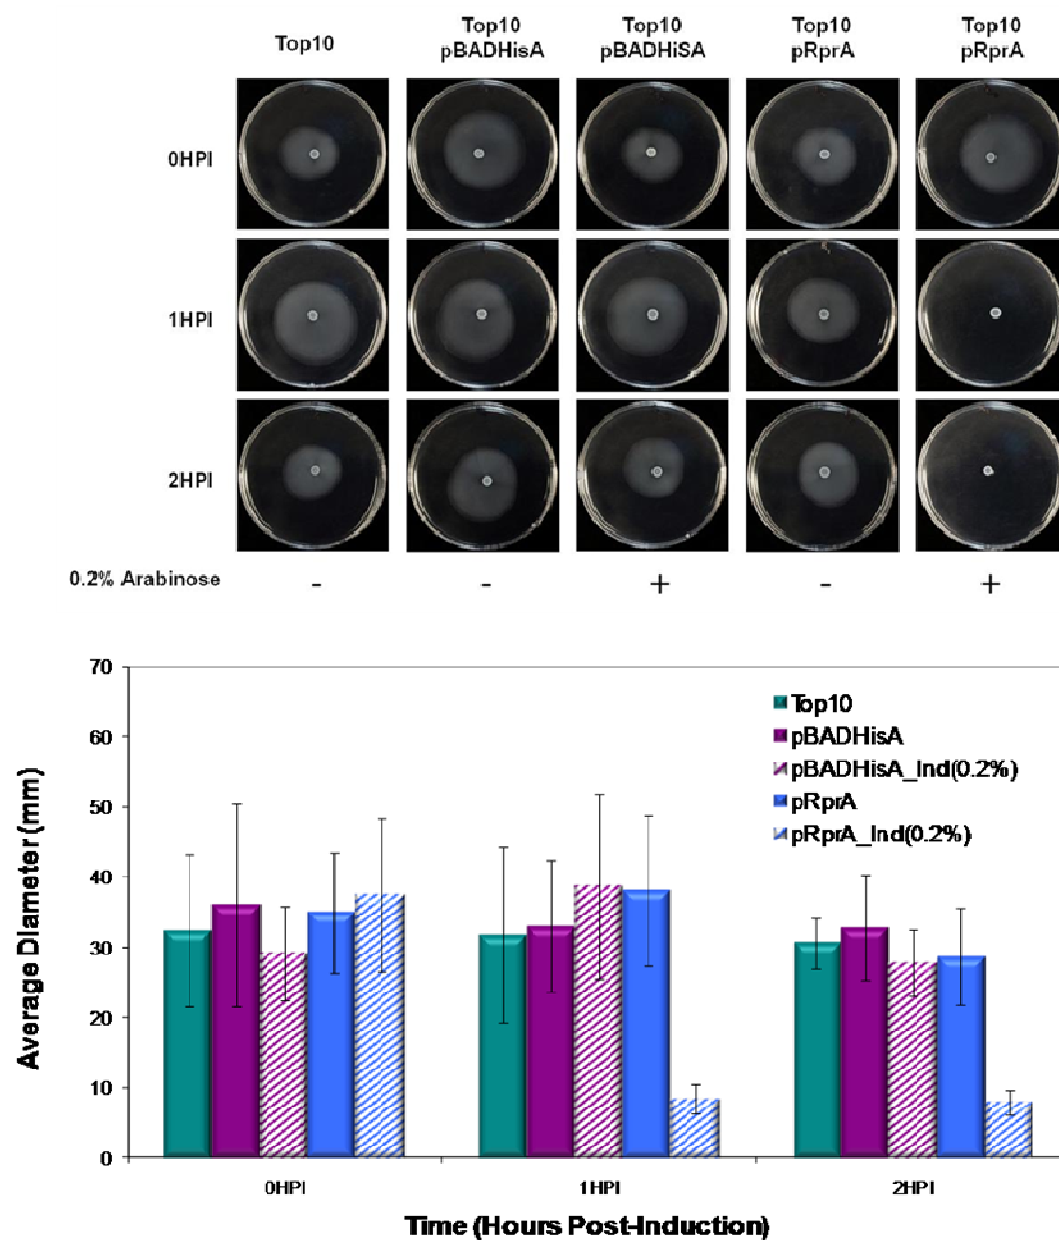 Top10
Top10
pBADHisA
Top10
pBADHiSA
Top10
pRprA
Top10
pRprA
0HPI
1HPI
2HPI
0.2% Arabinose
- - + - +
70
60
50
40
30
20
10
0
Average Diameter (mm)
Top10
pBADHisA
pBADHisA_Ind(0.2%)
pRprA
pRprA_Ind(0.2%)
0HPI 1HPI 2HPI
Time (Hours Post-Induction)